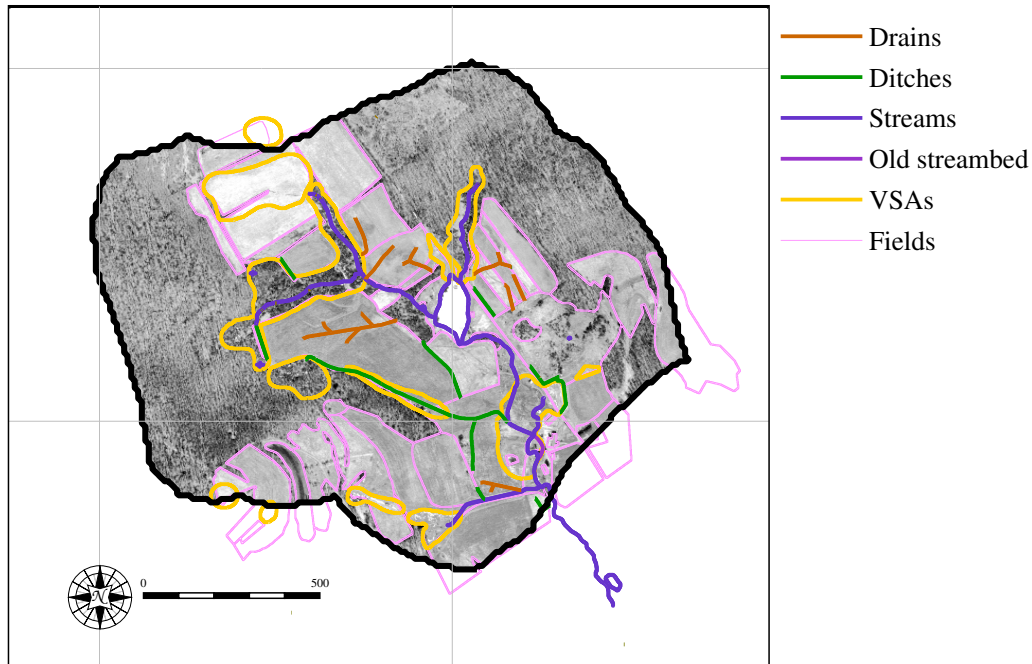 Drains
Ditches
Streams
Old streambed
VSAs
Fields
0 500
N